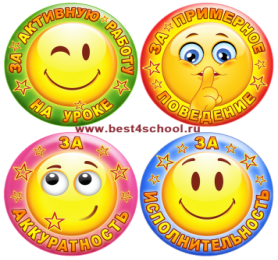 ЗА АКТИВНУЮ РАБОТУ
НА УРОКЕ
ЗА ПРИМЕРНОЕ
ПОВЕДЕНИЕ
www.best4school.ru
ЗА
АККУРАТНОСТЬ
ЗА
ИСПОЛНИТЕЛЬНОСТЬ